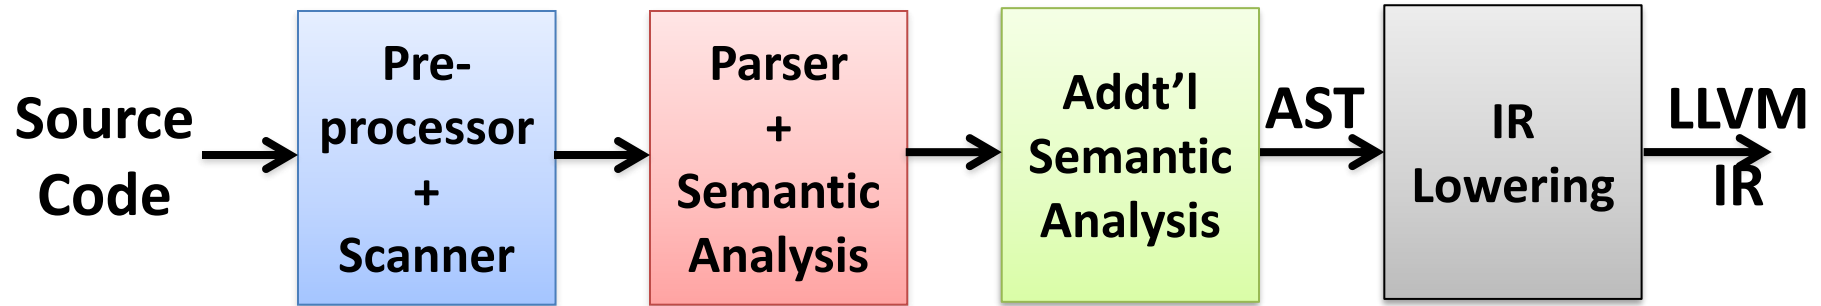 Source
Code
Pre-
processor
+
Scanner
Parser
+
Semantic
Analysis
Addt’l
Semantic
Analysis
AST
IR
Lowering
LLVM
IR